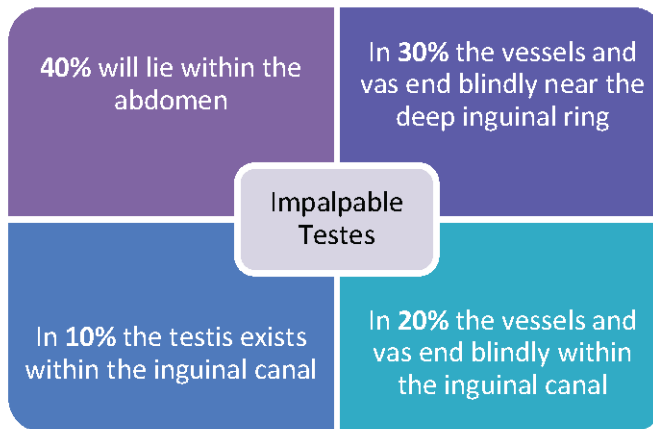 40% will lie within the
abdomen
In 30% the vessels and
vas end blindly near the
deep inguinal ring
Impalpable
Testes
In 10% the testis exists
within the inguinal canal
In 20% the vessels and
vas end blindly within
the inguinal canal